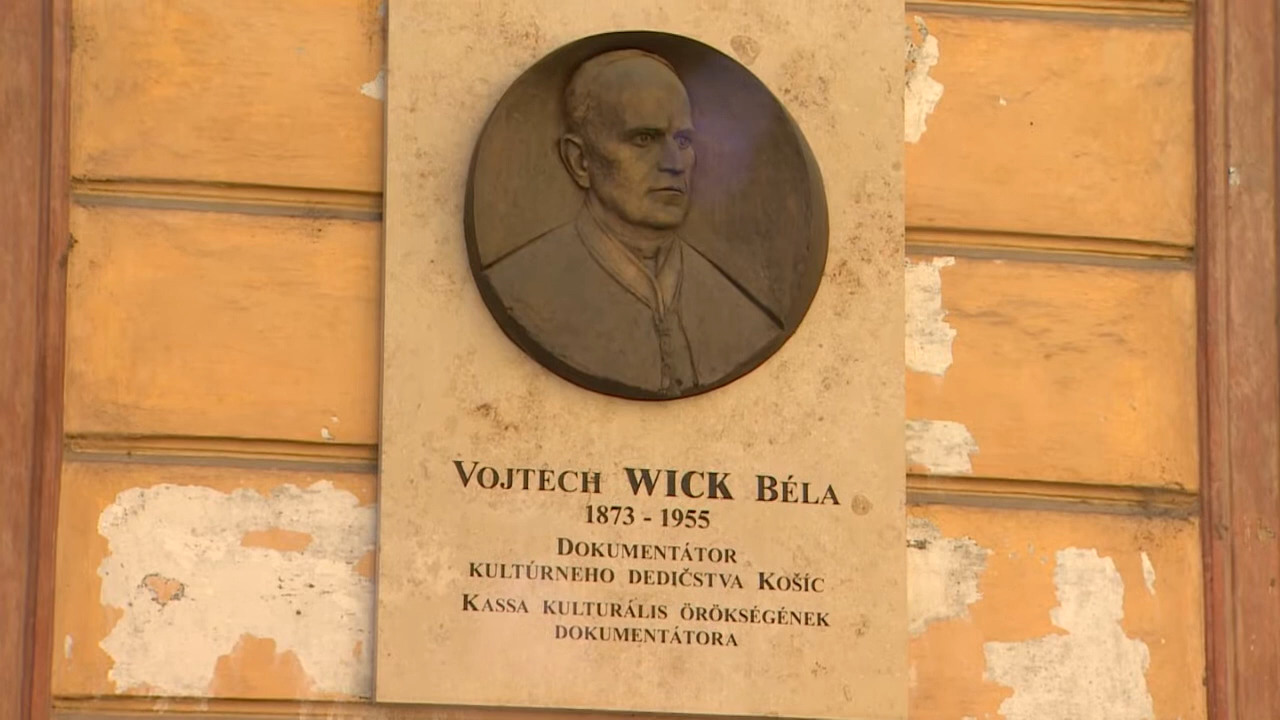 VOJTECH WICK BÉLA
1873 - 1955
DOKUMENTÁTOR
KULTÚRNEHO DEDIČSTVA KOŠÍC
KASSA KULTURÁLIS ÖRÖKSÉGÉNEK
DOKUMENTÁTORA